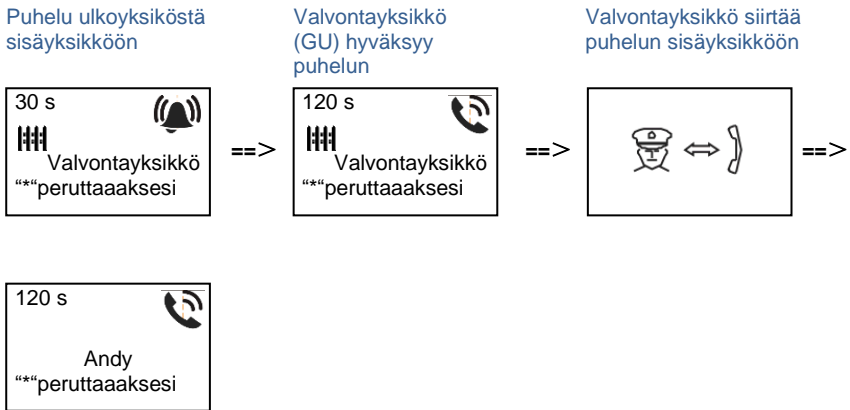 Puhelu ulkoyksiköstä
sisäyksikköön
Valvontayksikkö
(GU) hyväksyy
puhelun
Valvontayksikkö siirtää
puhelun sisäyksikköön
30 s
Valvontayksikkö
“*“peruttaaaksesi
==>
120 s
Valvontayksikkö
“*“peruttaaaksesi
==>
==>
120 s
Andy
“*“peruttaaaksesi